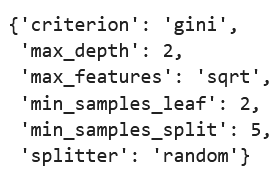 {'criterion': 'gini',
'max_depth': 2,
'max_features': 'sqrt',
'min_samples_leaf': 2,
'min_samples_split': 5,
'splitter': 'random'}